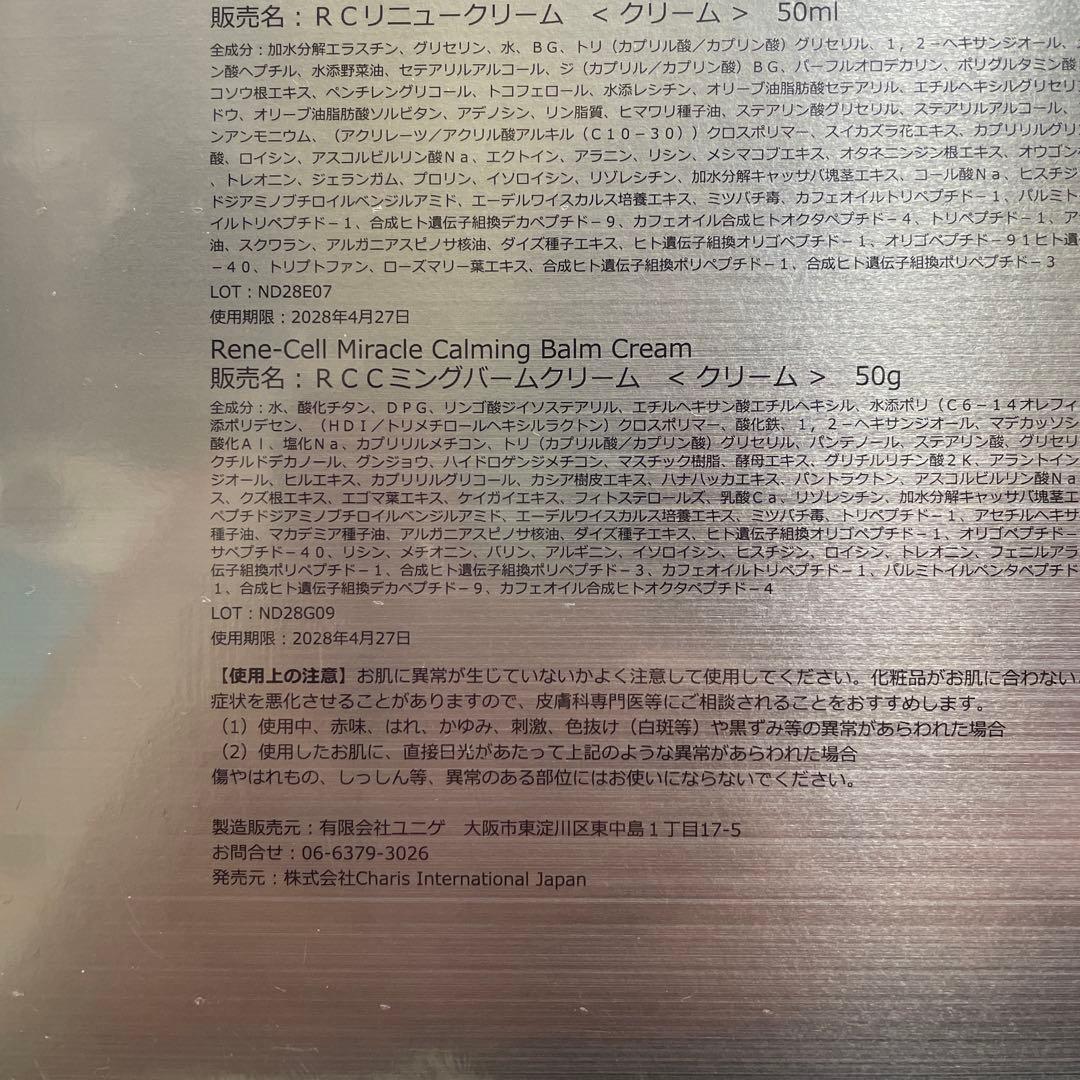 販売名：ＲＣリニュークリーム　＜クリーム＞　50ml
全成分：加水分解エラスチン、グリセリン、水、ＢＧ、トリ（カプリル酸／カプリン酸）グリセリル、１，２－ヘキサンジオール、
ン酸ヘプチル、水添野菜油、セテアリルアルコール、ジ（カプリル／カプリン酸）ＢＧ、パーフルオロデカリン、ポリグルタミン酸
コソウ根エキス、ペンチレングリコール、トコフェロール、水添レシチン、オリーブ油脂肪酸セテアリル、エチルヘキシルグリセリ
ドウ、オリーブ油脂肪酸ソルビタン、アデノシン、リン脂質、ヒマワリ種子油、ステアリン酸グリセリル、ステアリルアルコール、
ンアンモニウム、（アクリレーツ／アクリル酸アルキル（Ｃ１０－３０））クロスポリマー、スイカズラ花エキス、カプリリルグリ
酸、ロイシン、アスコルビルリン酸Ｎａ、エクトイン、アラニン、リシン、メシマコブエキス、オタネニンジン根エキス、オウゴン
、トレオニン、ジェランガム、プロリン、イソロイシン、リゾレシチン、加水分解キャッサバ塊茎エキス、コール酸Ｎａ、ヒスチジ
ドジアミノブチロイルベンジルアミド、エーデルワイスカルス培養エキス、ミツバチ毒、カフェオイルトリペプチド－１、パルミト
イルトリペプチド－１、合成ヒト遺伝子組換デカペプチド－９、カフェオイル合成ヒトオクタペプチド－４、トリペプチド－１、ア
油、スクワラン、アルガニアスピノサ核油、ダイズ種子エキス、ヒト遺伝子組換オリゴペプチド－１、オリゴペプチド－９１ヒト遺
－４０、トリプトファン、ローズマリー葉エキス、合成ヒト遺伝子組換ポリペプチド－１、合成ヒト遺伝子組換ポリペプチド－３
LOT：ND28E07
使用期限：2028年4月27日
Rene-Cell Miracle Calming Balm Cream
販売名：ＲＣＣミングバームクリーム　＜クリーム＞　50g
全成分：水、酸化チタン、ＤＰＧ、リンゴ酸ジイソステアリル、エチルヘキサン酸エチルヘキシル、水添ポリ（Ｃ６－１４オレフィ
添ポリデセン、（ＨＤＩ／トリメチロールヘキシルラクトン）クロスポリマー、酸化鉄、１，２－ヘキサンジオール、マデカッソシ
酸化Ａｌ、塩化Ｎａ、カプリリルメチコン、トリ（カプリル酸／カプリン酸）グリセリル、パンテノール、ステアリン酸、グリセリ
クチルドデカノール、グンジョウ、ハイドロゲンジメチコン、マスチック樹脂、酵母エキス、グリチルリチン酸２Ｋ、アラントイン
ジオール、ヒルエキス、カプリリルグリコール、カシア樹皮エキス、ハナハッカエキス、パントラクトン、アスコルビルリン酸Ｎａ
ス、クズ根エキス、エゴマ葉エキス、ケイガイエキス、フィトステロールズ、乳酸Ｃａ、リゾレシチン、加水分解キャッサバ塊茎エ
ペプチドジアミノブチロイルベンジルアミド、エーデルワイスカルス培養エキス、ミツバチ毒、トリペプチド－１、アセチルヘキサ
種子油、マカデミア種子油、アルガニアスピノサ核油、ダイズ種子エキス、ヒト遺伝子組換オリゴペプチド－１、オリゴペプチド－
サペプチド－４０、リシン、メチオニン、バリン、アルギニン、イソロイシン、ヒスチジン、ロイシン、トレオニン、フェニルアラ
伝子組換ポリペプチド－１、合成ヒト遺伝子組換ポリペプチド－３、カフェオイルトリペプチド－１、パルミトイルペンタペプチド
１、合成ヒト遺伝子組換デカペプチド－９、カフェオイル合成ヒトオクタペプチド－４
LOT：ND28G09
使用期限：2028年4月27日
【使用上の注意】お肌に異常が生じていないかよく注意して使用してください。化粧品がお肌に合わない
症状を悪化させることがありますので、皮膚科専門医等にご相談されることをおすすめします。
（1）使用中、赤味、はれ、かゆみ、刺激、色抜け（白斑等）や黒ずみ等の異常があらわれた場合
（2）使用したお肌に、直接日光があたって上記のような異常があらわれた場合
傷やはれもの、しっしん等、異常のある部位にはお使いにならないでください。
製造販売元：有限会社ユニゲ　大阪市東淀川区東中島１丁目17-5
お問合せ：06-6379-3026
発売元：株式会社Charis International Japan